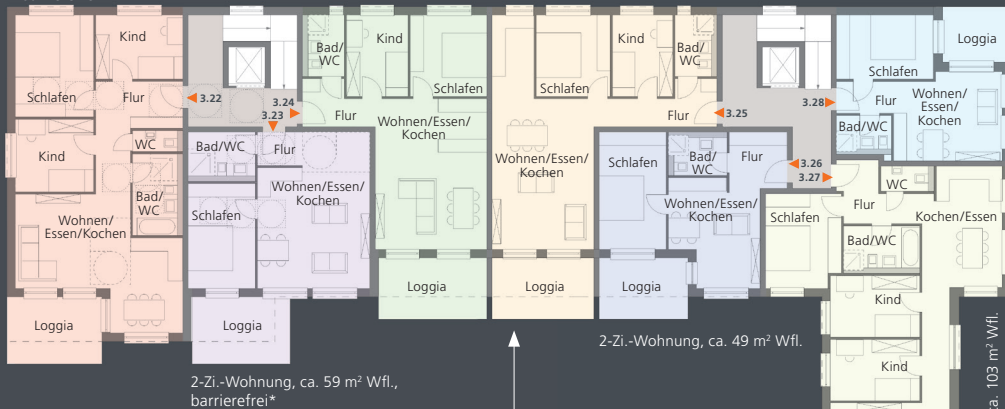 Schlafen
Kind
Flur
Kind
WC
Bad/
WC
Wohnen/
Essen/Kochen
Loggia
3.22
3.24
3.23
Bad/WC
Flur
Schlafen
Wohnen/Essen/
Kochen
Loggia
Bad/
WC
Kind
Schlafen
Flur
Wohnen/Essen/
Kochen
Loggia
Schlafen
Kind
Bad/
WC
Flur
Wohnen/Essen/
Kochen
Loggia
3.25
3.28
3.26
3.27
Schlafen
Bad/
WC
Flur
Wohnen/Essen/
Kochen
Loggia
Schlafen
Loggia
Flur
Wohnen/
Essen/
Kochen
Bad/WC
WC
Schlafen
Flur
Kochen/Essen
Bad/WC
Kind
Kind
2-Zi.-Wohnung, ca. 59 m² Wfl.,
barrierefrei*
2-Zi.-Wohnung, ca. 49 m² Wfl.
ca. 103 m² Wfl.